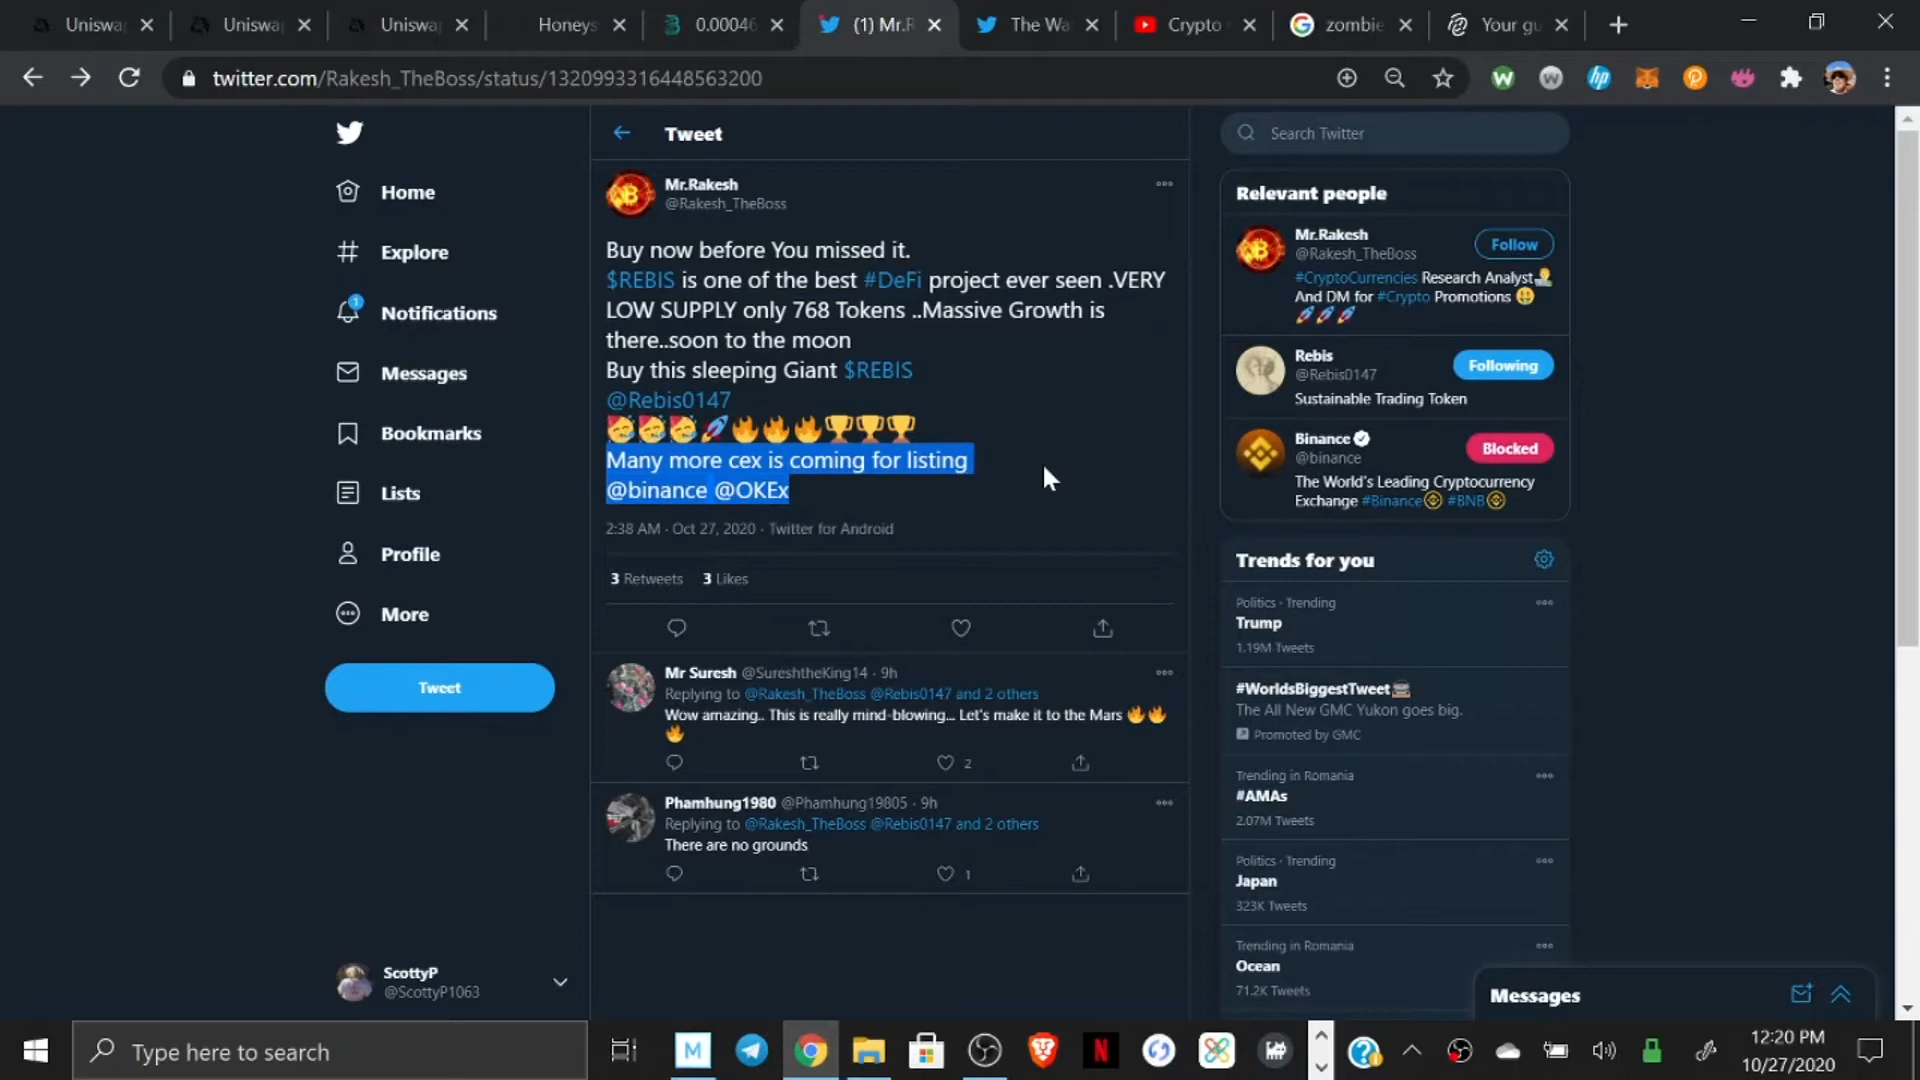 Uniswa
Uniswa
Uniswa
Honeys
0.00046
(1) Mr.R
The Wa
Crypto
zombie
Your gu
twitter.com/Rakesh_TheBoss/status/1320993316448563200
Home
Explore
1
Notifications
Messages
Bookmarks
Lists
Profile
More
Tweet
ScottyP
@ScottyP1063
Tweet
Mr.Rakesh
@Rakesh_TheBoss
Buy now before You missed it.
$REBIS is one of the best #DeFi project ever seen .VERY
LOW SUPPLY only 768 Tokens ..Massive Growth is
there..soon to the moon
Buy this sleeping Giant $REBIS
@Rebis0147
🥳🥳🥳🚀🔥🔥🔥🏆🏆🏆
Many more cex is coming for listing
@binance @OKEx
2:38 AM · Oct 27, 2020 · Twitter for Android
3 Retweets 3 Likes
Mr Suresh @SureshtheKing14 · 9h
Replying to @Rakesh_TheBoss @Rebis0147 and 2 others
Wow amazing.. This is really mind-blowing... Let's make it to the Mars 🔥🔥
🔥
2
Phamhung1980 @Phamhung19805 · 9h
Replying to @Rakesh_TheBoss @Rebis0147 and 2 others
There are no grounds
1
Search Twitter
Relevant people
Mr.Rakesh
@Rakesh_TheBoss
Follow
#CryptoCurrencies Research Analyst
And DM for #Crypto Promotions 🤑
🚀🚀🚀
Rebis
@Rebis0147
Following
Sustainable Trading Token
Binance
@binance
Blocked
The World's Leading Cryptocurrency
Exchange #Binance #BNB
Trends for you
Politics · Trending
Trump
1.19M Tweets
#WorldsBiggestTweet
The All New GMC Yukon goes big.
Promoted by GMC
Trending in Romania
#AMAs
2.07M Tweets
Politics · Trending
Japan
323K Tweets
Trending in Romania
Ocean
71.2K Tweets
Messages
Type here to search
12:20 PM
10/27/2020